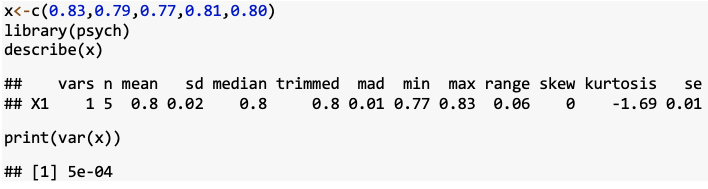 x<-c(0.83,0.79,0.77,0.81,0.80)
library(psych)
describe(x)
##    vars n mean   sd median trimmed  mad  min  max range skew kurtosis   se
## X1    1 5  0.8 0.02    0.8     0.8 0.01 0.77 0.83  0.06    0    -1.69 0.01
print(var(x))
## [1] 5e-04